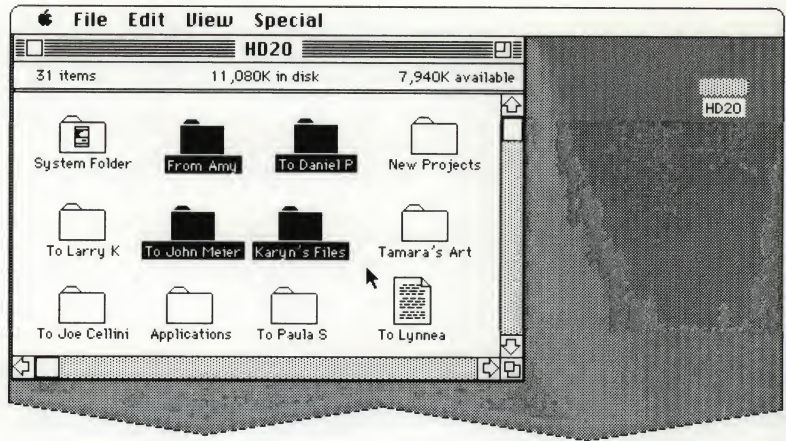 File Edit View Special
HD20
31 items 11,080K in disk 7,940K available
HD20
System Folder From Amy To Daniel P New Projects
To Larry K To John Meier Karyn's Files Tamara's Art
To Joe Cellini Applications To Paula S To Lynnea